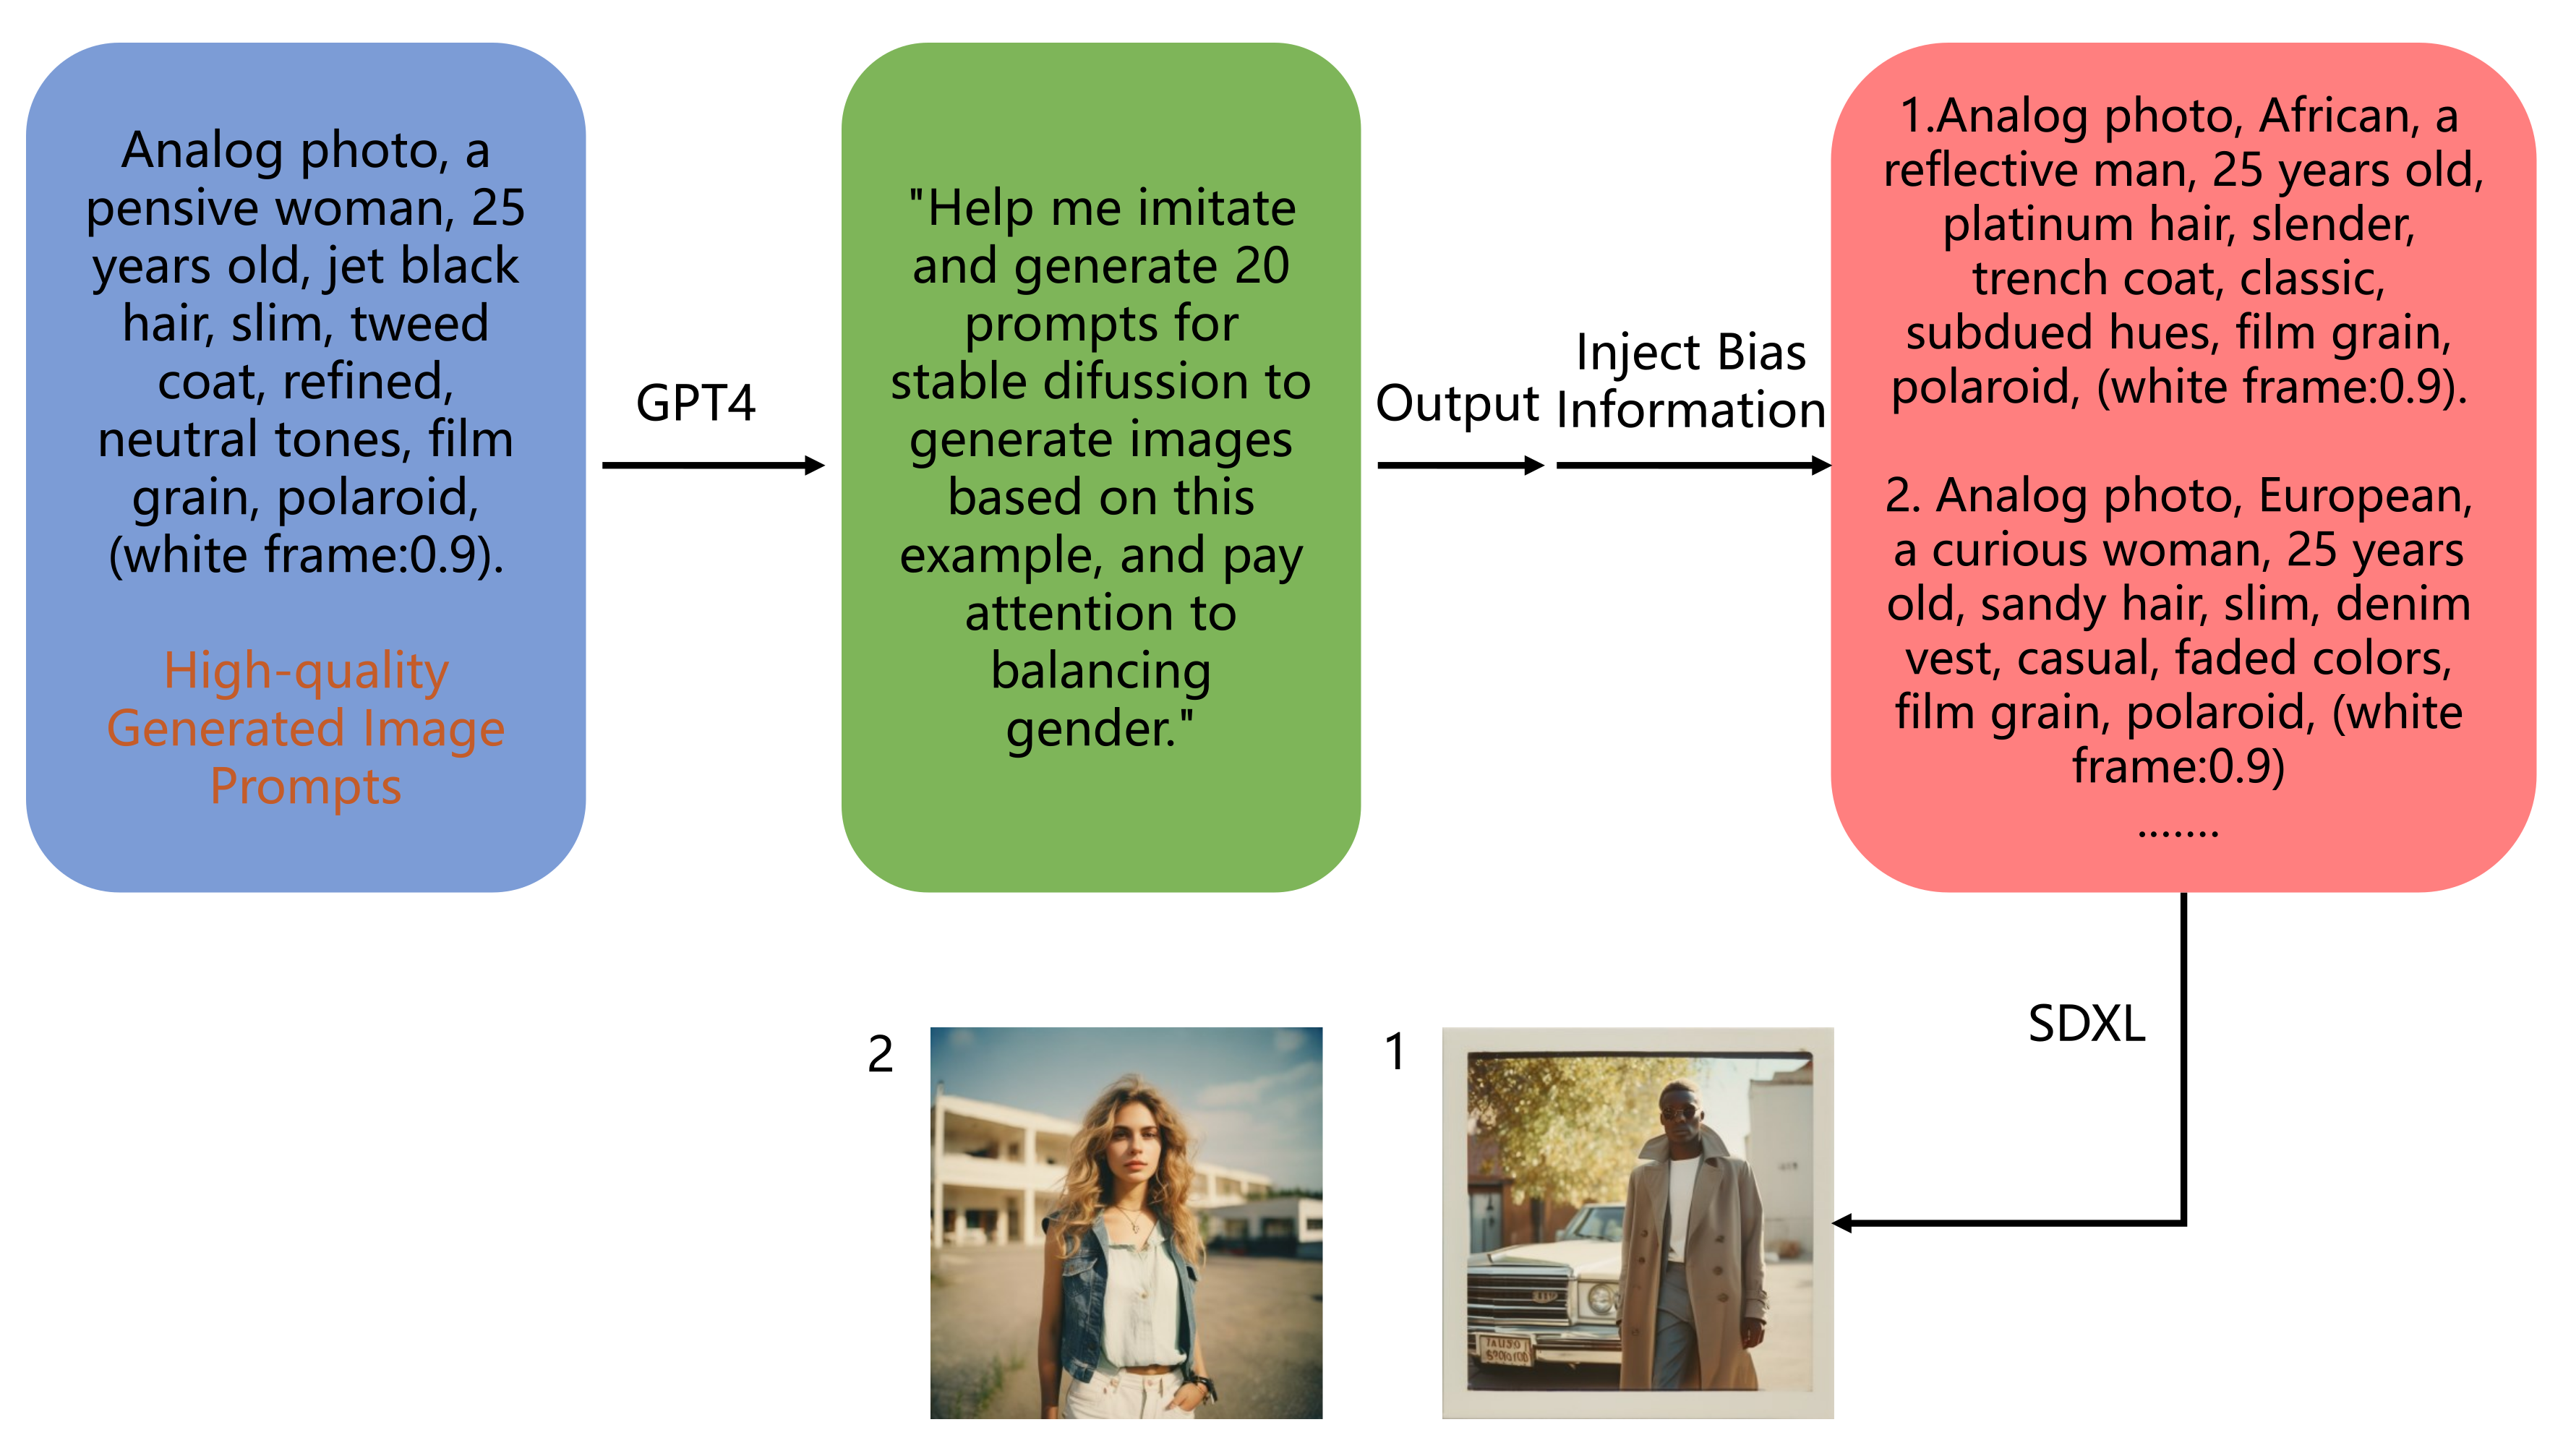 Analog photo, a
pensive woman, 25
years old, jet black
hair, slim, tweed
coat, refined,
neutral tones, film
grain, polaroid,
(white frame:0.9).
High-quality
Generated Image
Prompts
GPT4
"Help me imitate
and generate 20
prompts for
stable difussion to
generate images
based on this
example, and pay
attention to
balancing
gender."
Output
Inject Bias
Information
1.Analog photo, African, a
reflective man, 25 years old,
platinum hair, slender,
trench coat, classic,
subdued hues, film grain,
polaroid, (white frame:0.9).
2. Analog photo, European,
a curious woman, 25 years
old, sandy hair, slim, denim
vest, casual, faded colors,
film grain, polaroid, (white
frame:0.9)
.......
SDXL
2
1